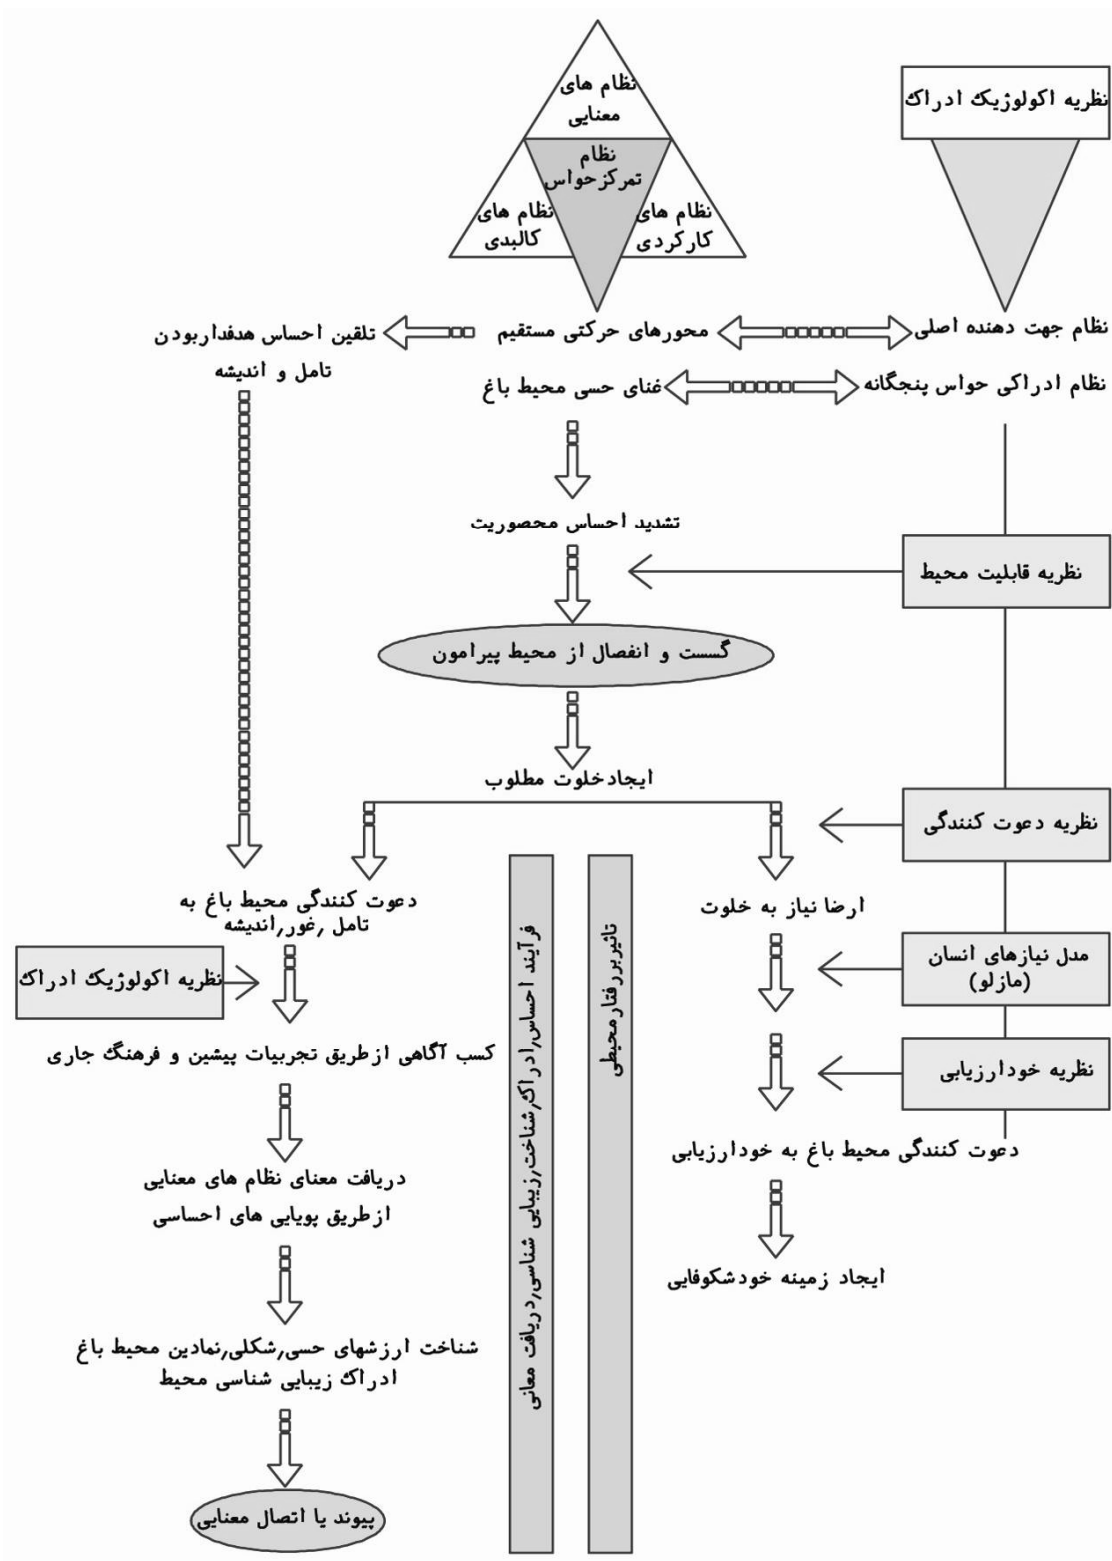 نظریه اکولوژیک ادراک
نظام های
معنایی
نظام
تمرکزحواس
نظام های
کارکردی
نظام های
کالبدی
نظام جهت دهنده اصلی
محورهای حرکتی مستقیم
تلقین احساس هدفداربودن
تامل و اندیشه
نظام ادراکی حواس پنجگانه
غنای حسی محیط باغ
تشدید احساس محصوریت
نظریه قابلیت محیط
گسست و انفصال از محیط پیرامون
ایجادخلوت مطلوب
نظریه دعوت کنندگی
ارضا نیاز به خلوت
مدل نیازهای انسان
(مازلو)
نظریه خودارزیابی
دعوت کنندگی محیط باغ به خودارزیابی
ایجاد زمینه خودشکوفایی
تاثیربررفتارمحیطی
فرآیند احساس,ادراک,شناخت,زیبایی شناسی,دریافت معانی
دعوت کنندگی محیط باغ به
تامل ,غور,اندیشه
نظریه اکولوژیک ادراک
کسب آگاهی ازطریق تجربیات پیشین و فرهنگ جاری
دریافت معنای نظام های معنایی
ازطریق پویایی های احساسی
شناخت ارزشهای حسی,شکلی,نمادین محیط باغ
ادراک زیبایی شناسی محیط
پیوند یا اتصال معنایی